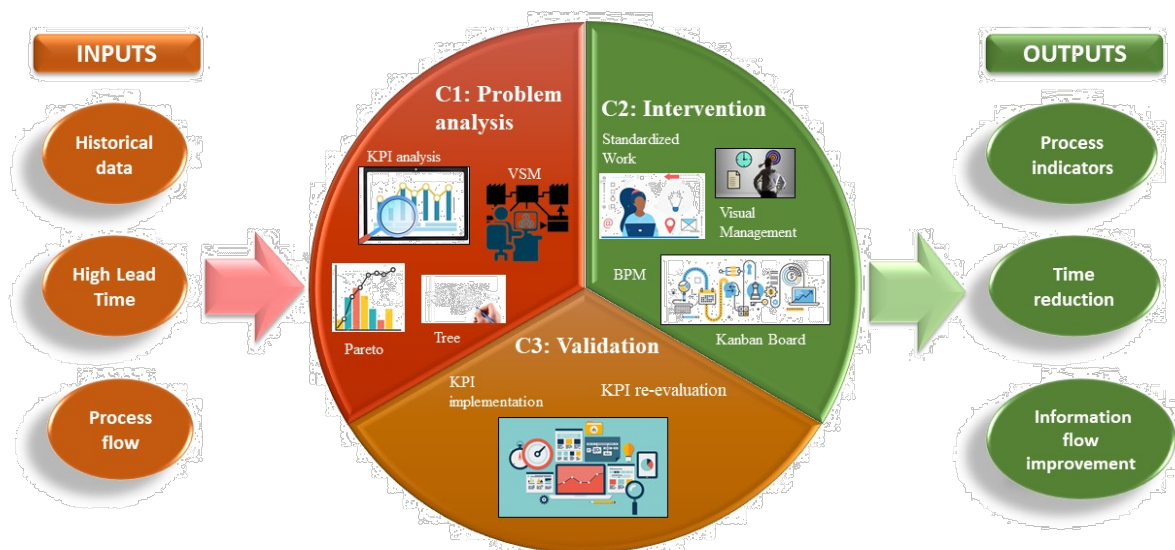 INPUTS
Historical
data
High Lead
Time
Process
flow
C1: Problem
analysis
KPI analysis
VSM
Pareto
Tree
C2: Intervention
Standardized
Work
Visual
Management
BPM
Kanban Board
C3: Validation
KPI
implementation
KPI re-evaluation
OUTPUTS
Process
indicators
Time
reduction
Information
flow
improvement